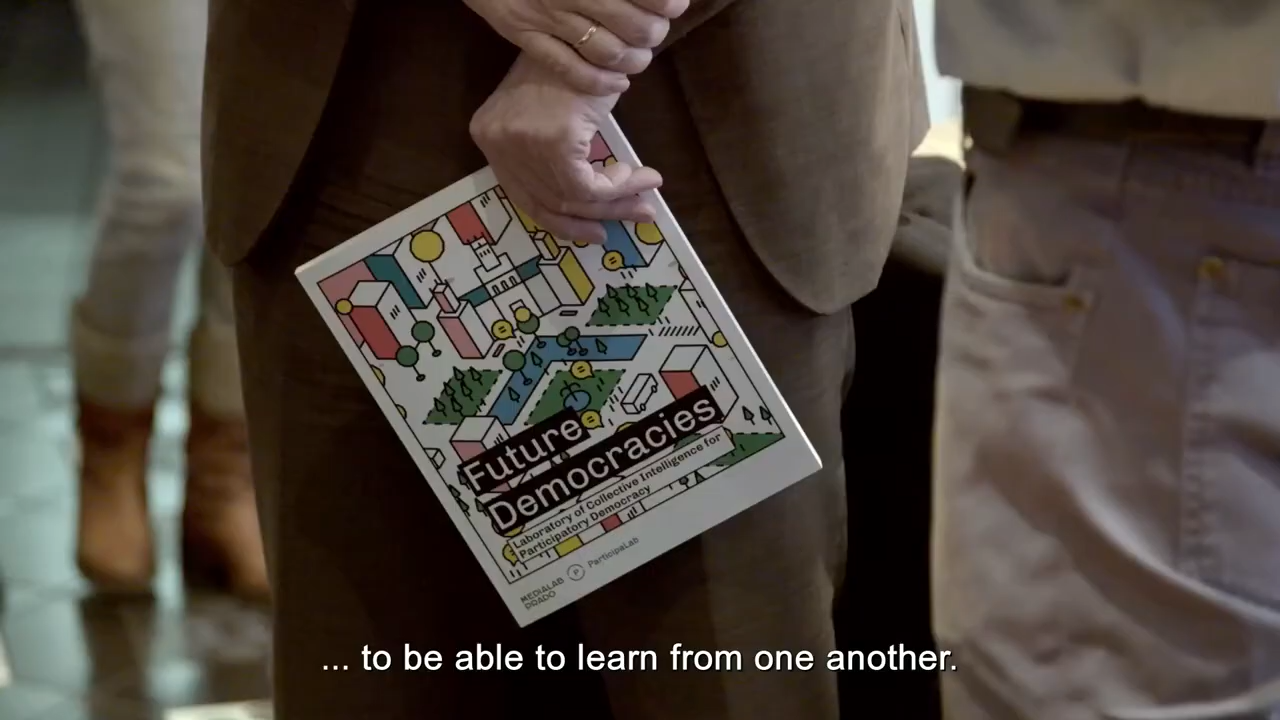 Future
Democracies
Laboratory of Collective Intelligence for
Participatory Democracy
MEDIALAB
PRADO
P
ParticipaLab
... to be able to learn from one another.